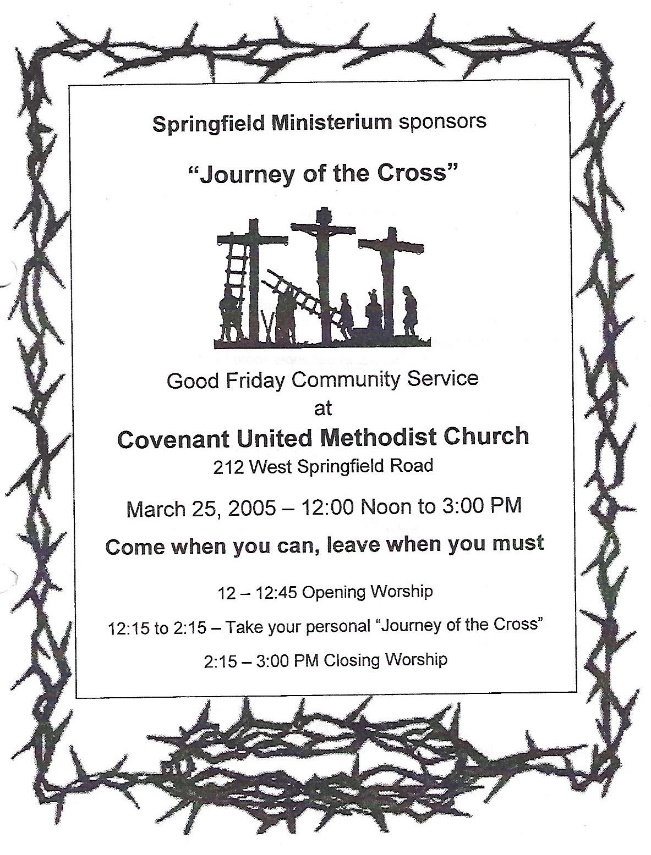 Springfield Ministerium sponsors
“Journey of the Cross”
Good Friday Community Service
at
Covenant United Methodist Church
212 West Springfield Road
March 25, 2005 – 12:00 Noon to 3:00 PM
Come when you can, leave when you must
12 – 12:45 Opening Worship
12:15 to 2:15 – Take your personal “Journey of the Cross”
2:15 – 3:00 PM Closing Worship